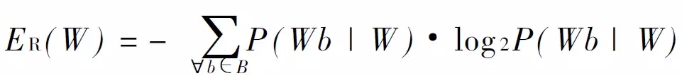 E_R(W) = − ∑_{∀b∈B} P(Wb | W) • log₂P(Wb | W)